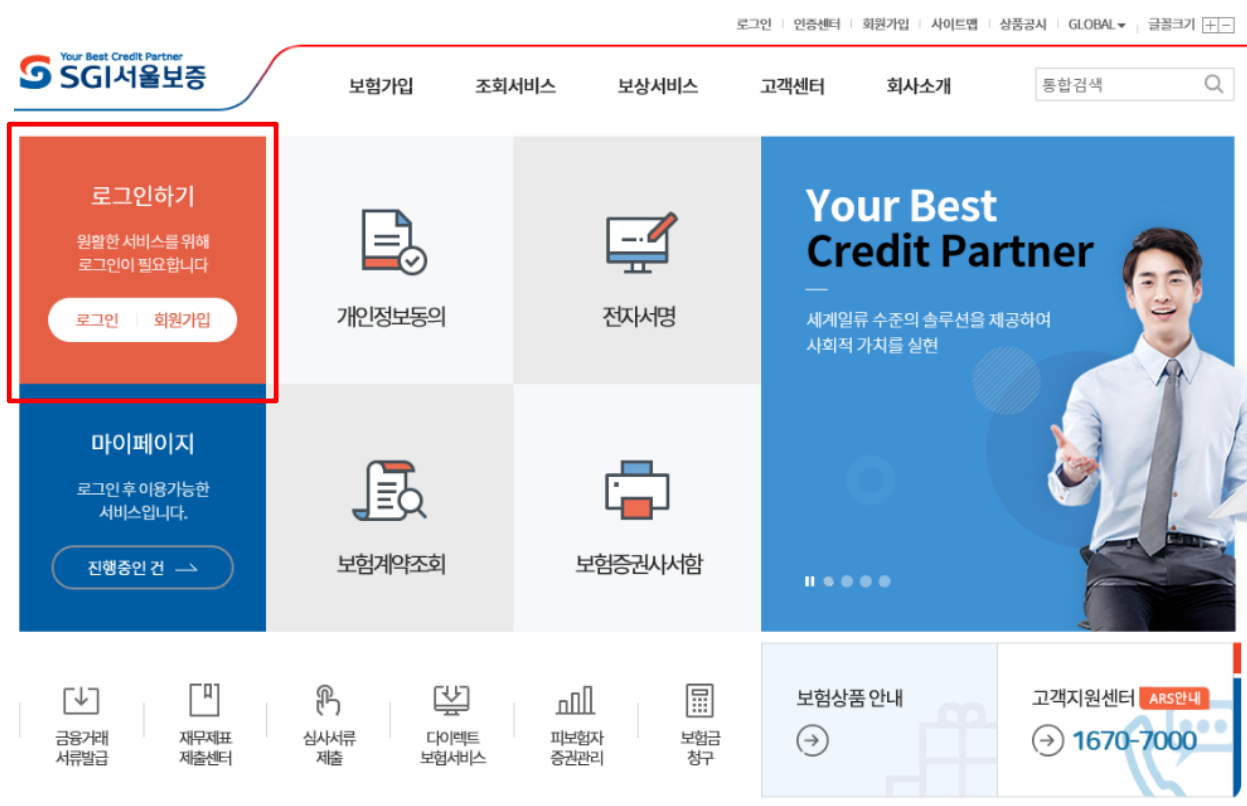 로그인 인증센터 회원가입 사이트맵 상품공시 GLOBAL 글꼴크기
Your Best Credit Partner
SGI서울보증
보험가입 조회서비스 보상서비스 고객센터 회사소개
통합검색
로그인하기
원활한 서비스를 위해
로그인이 필요합니다
로그인 회원가입
개인정보동의
전자서명
Your Best
Credit Partner
세계일류 수준의 솔루션을 제공하여
사회적 가치를 실현
마이페이지
로그인 후 이용가능한
서비스입니다.
진행중인 건
보험계약조회
보험증권사서함
금융거래
서류발급
재무제표
제출센터
심사서류
제출
다이렉트
보험서비스
피보험자
증권관리
보험금
청구
보험상품 안내
고객지원센터 ARS안내
1670-7000